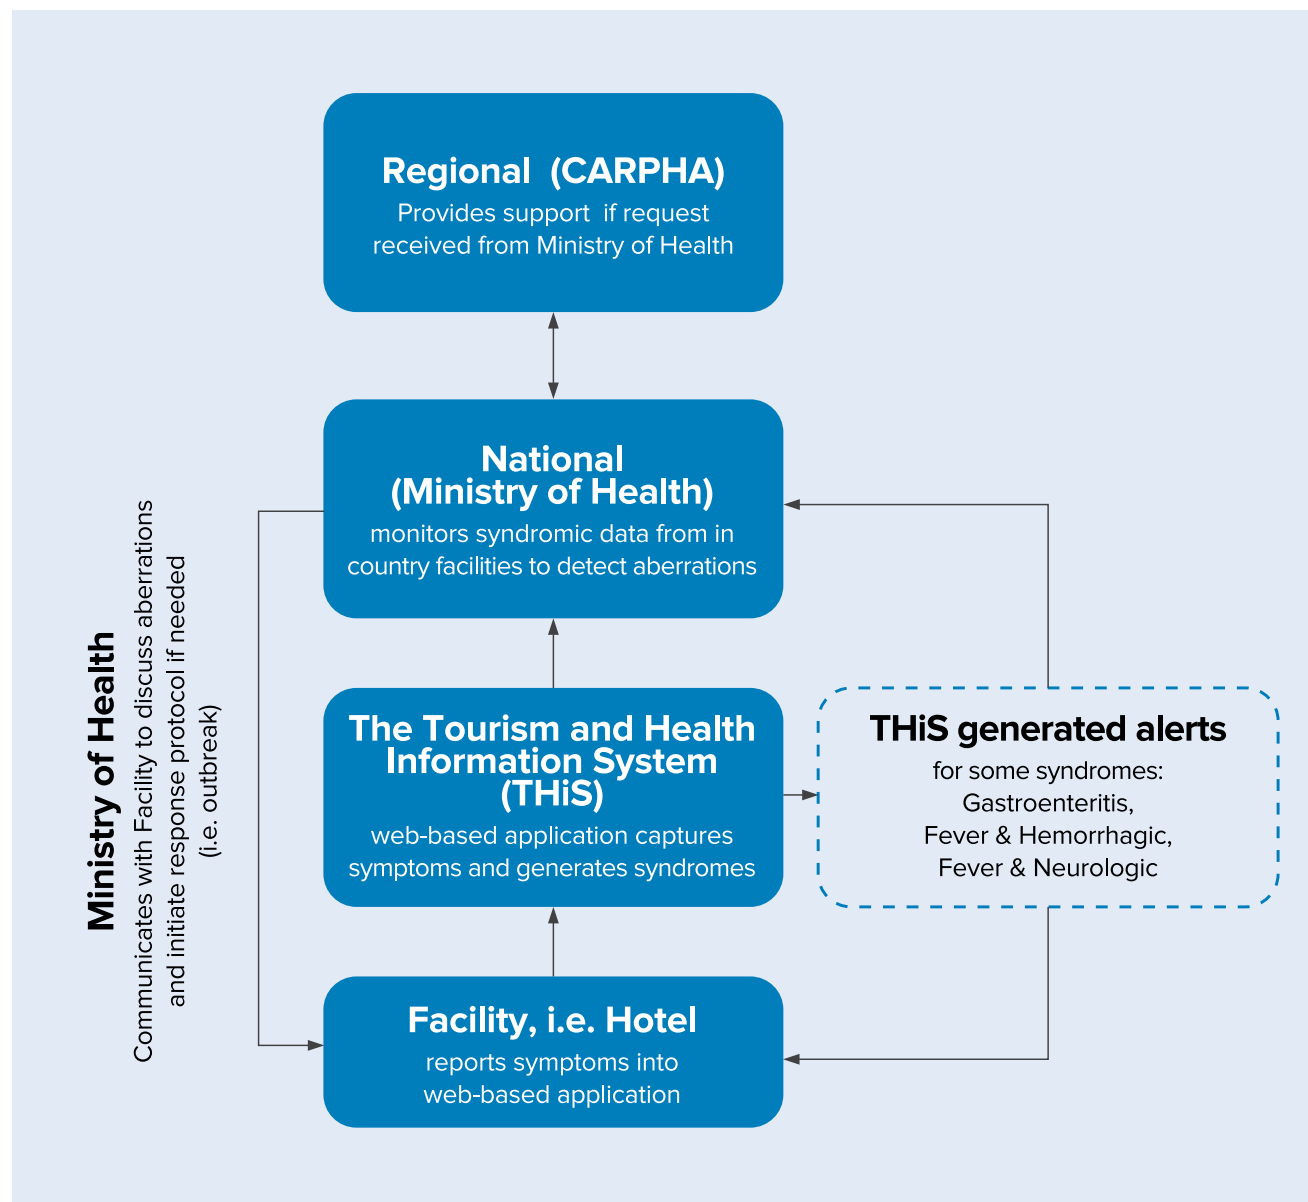 Regional (CARPHA)
Provides support if request
received from Ministry of Health
National
(Ministry of Health)
monitors syndromic data from in
country facilities to detect aberrations
Ministry of Health
Communicates with Facility to discuss aberrations
and initiate response protocol if needed
(i.e. outbreak)
The Tourism and Health
Information System
(THiS)
web-based application captures
symptoms and generates syndromes
THiS generated alerts
for some syndromes:
Gastroenteritis,
Fever & Hemorrhagic,
Fever & Neurologic
Facility, i.e. Hotel
reports symptoms into
web-based application